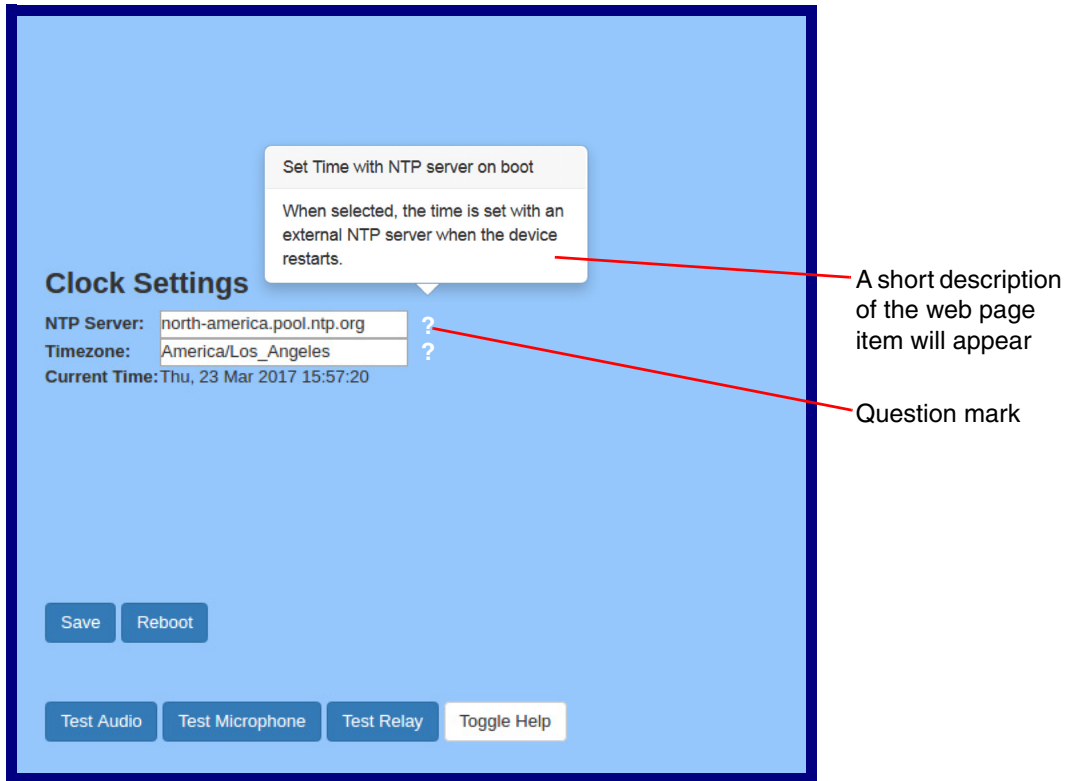 Set Time with NTP server on boot
When selected, the time is set with an
external NTP server when the device
restarts.
Clock Settings
NTP Server: north-america.pool.ntp.org ?
Timezone: America/Los_Angeles ?
Current Time: Thu, 23 Mar 2017 15:57:20
A short description
of the web page
item will appear
Question mark
Save Reboot
Test Audio Test Microphone Test Relay Toggle Help